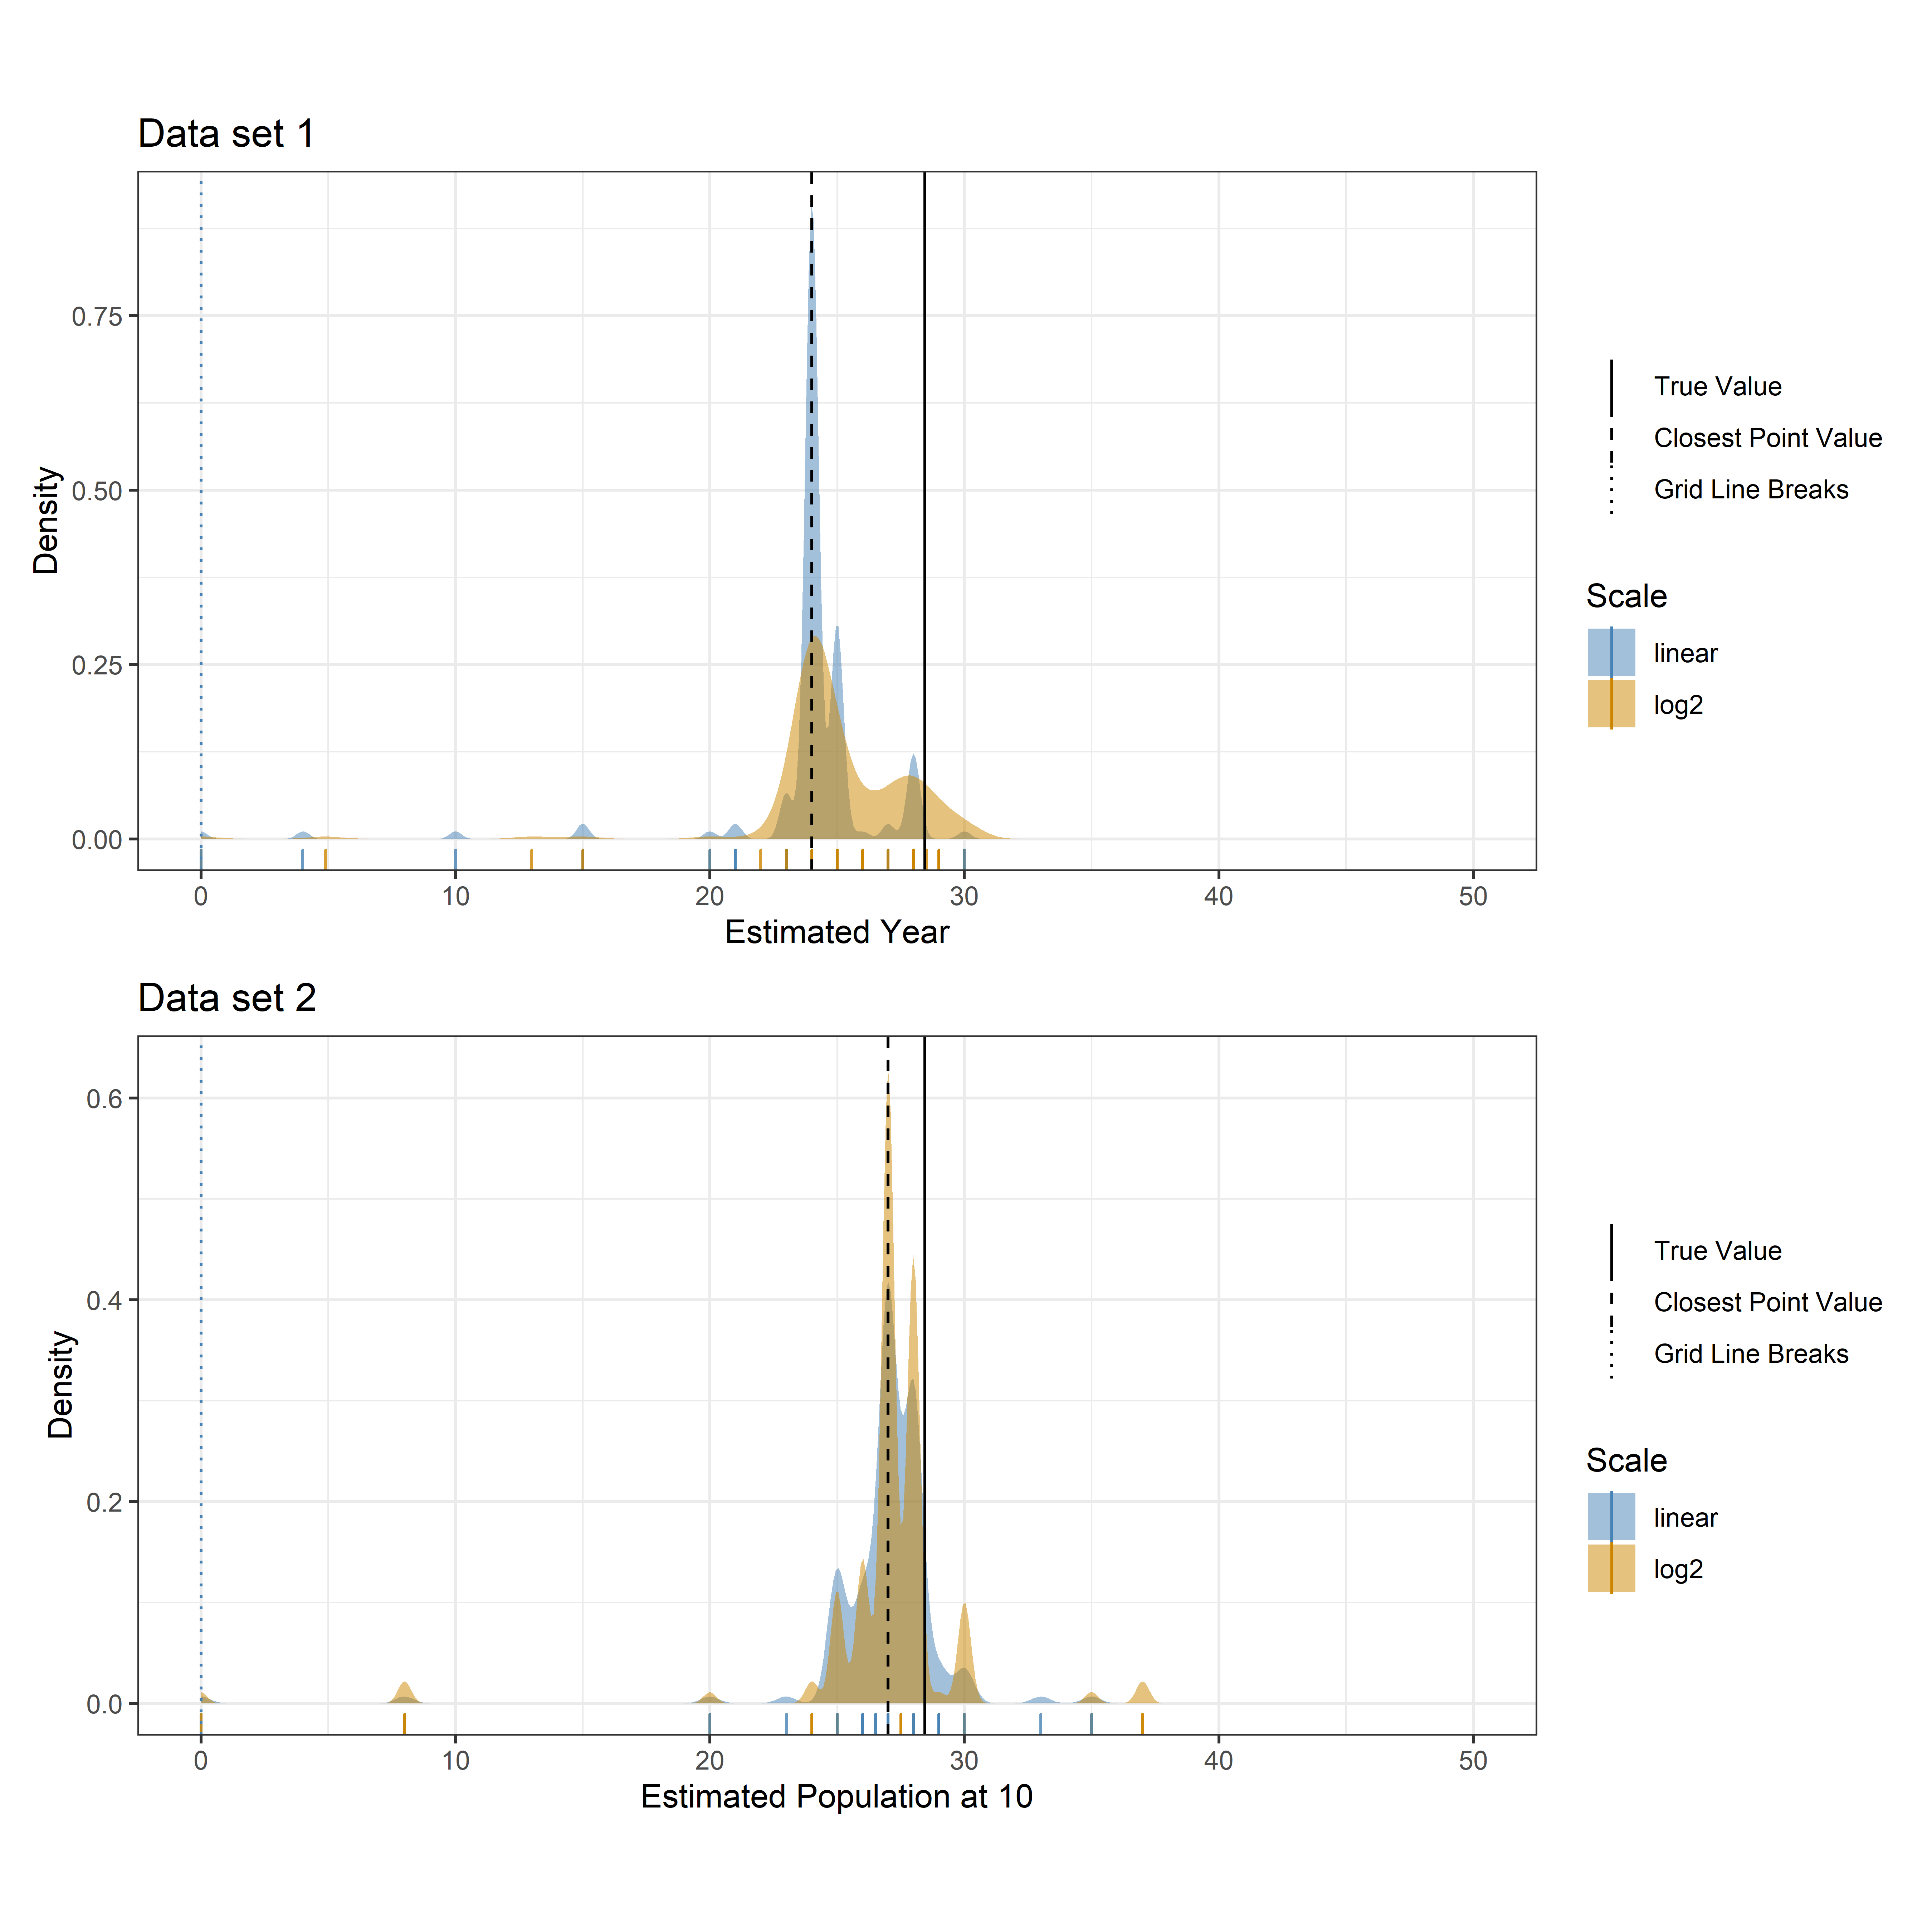 Data set 1
Density
0.75
0.50
0.25
0.00
0 10 20 30 40 50
Estimated Year
True Value
Closest Point Value
Grid Line Breaks
Scale
linear
log2
Data set 2
Density
0.6
0.4
0.2
0.0
0 10 20 30 40 50
Estimated Population at 10
True Value
Closest Point Value
Grid Line Breaks
Scale
linear
log2